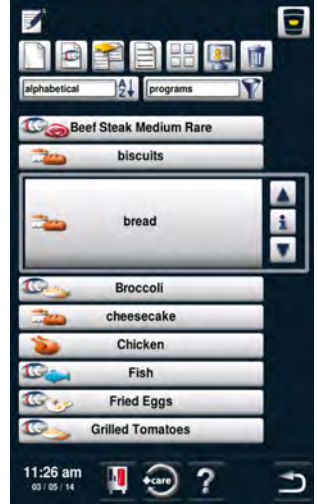 alphabetical
A
Z
programs
Beef Steak Medium Rare
biscuits
bread
i
Broccoli
cheesecake
Chicken
Fish
Fried Eggs
Grilled Tomatoes
11:26 am
03 / 05 / 14
+care
?